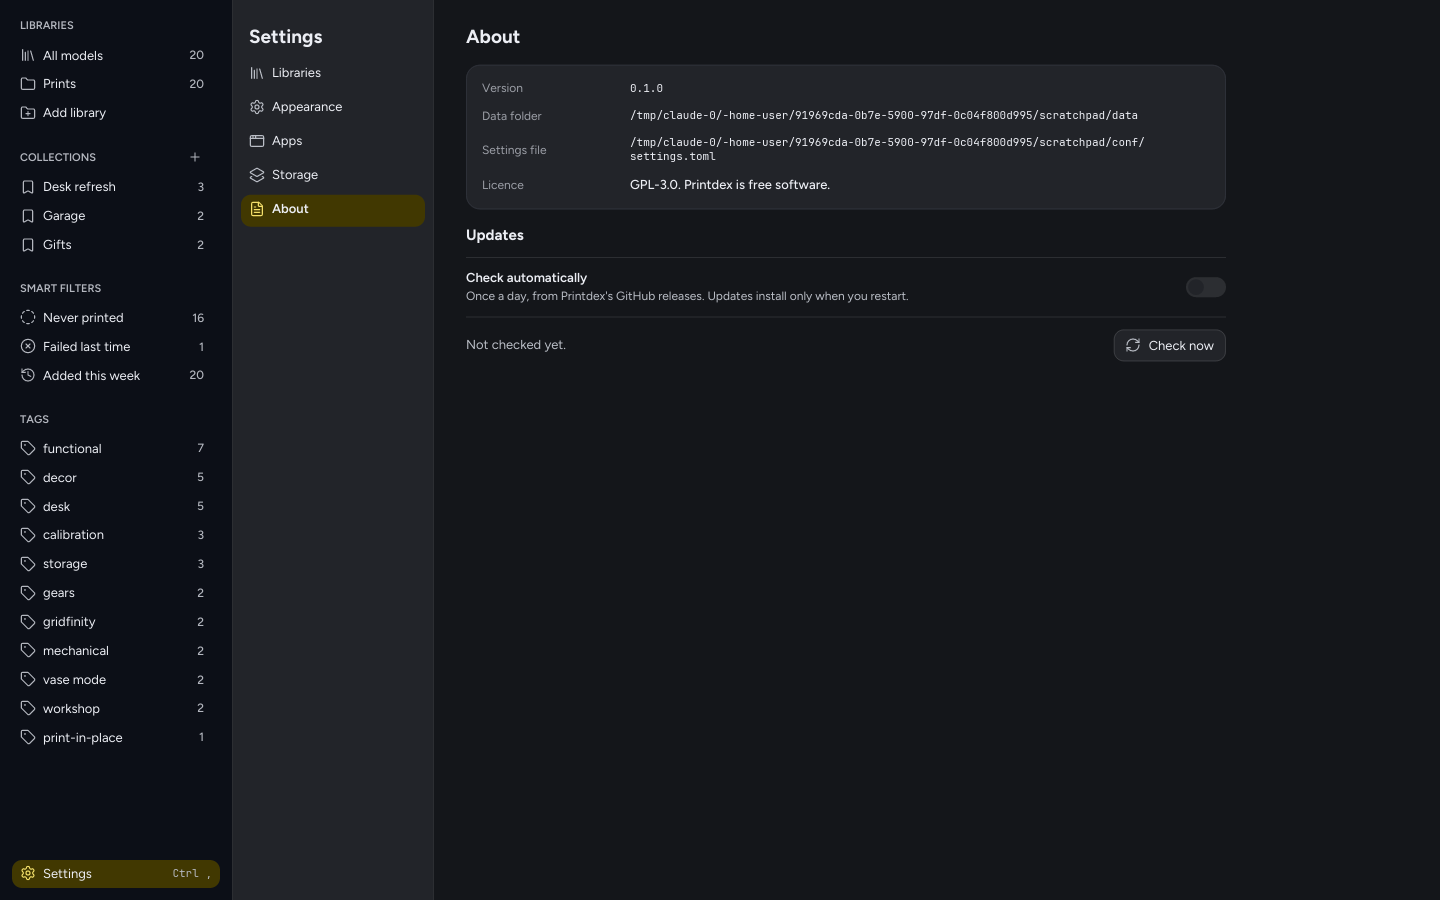 LIBRARIES
All models 20
Prints 20
Add library
COLLECTIONS
Desk refresh 3
Garage 2
Gifts 2
SMART FILTERS
Never printed 16
Failed last time 1
Added this week 20
TAGS
functional 7
decor 5
desk 5
calibration 3
storage 3
gears 2
gridfinity 2
mechanical 2
vase mode 2
workshop 2
print-in-place 1
Settings Ctrl ,
Settings
Libraries
Appearance
Apps
Storage
About
About
Version 0.1.0
Data folder /tmp/claude-0/-home-user/91969cda-0b7e-5900-97df-0c04f800d995/scratchpad/data
Settings file /tmp/claude-0/-home-user/91969cda-0b7e-5900-97df-0c04f800d995/scratchpad/conf/
settings.toml
Licence GPL-3.0. Printdex is free software.
Updates
Check automatically
Once a day, from Printdex's GitHub releases. Updates install only when you restart.
Not checked yet.
Check now